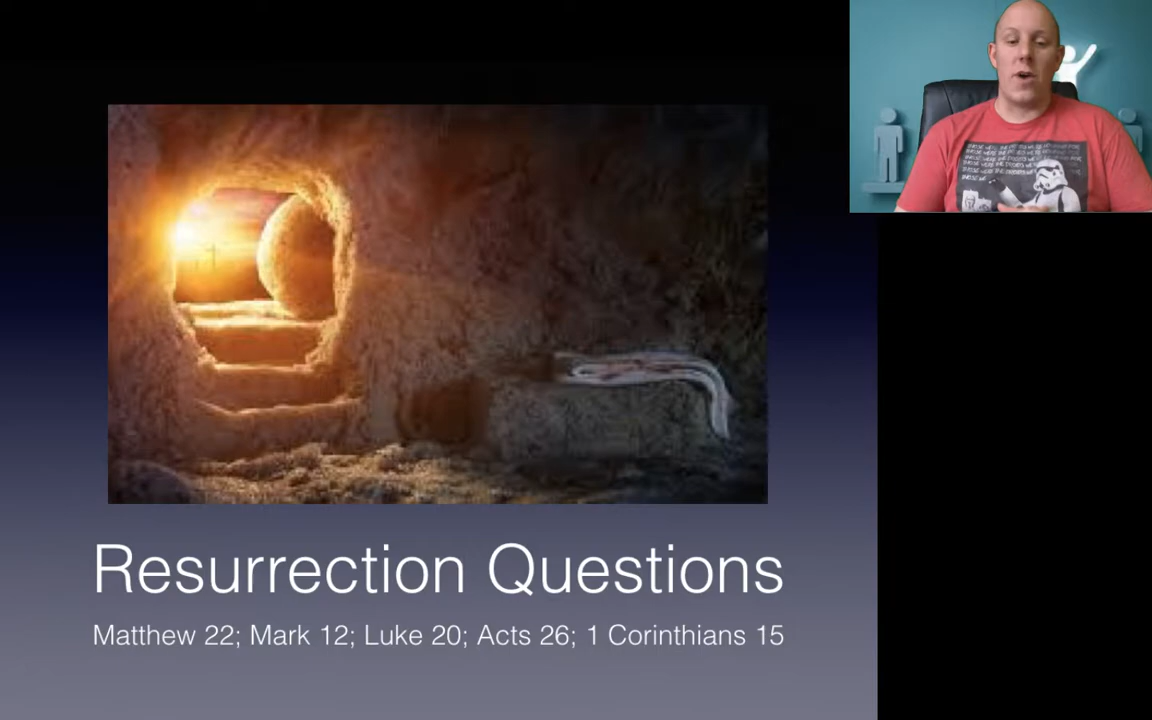 Resurrection Questions
Matthew 22; Mark 12; Luke 20; Acts 26; 1 Corinthians 15